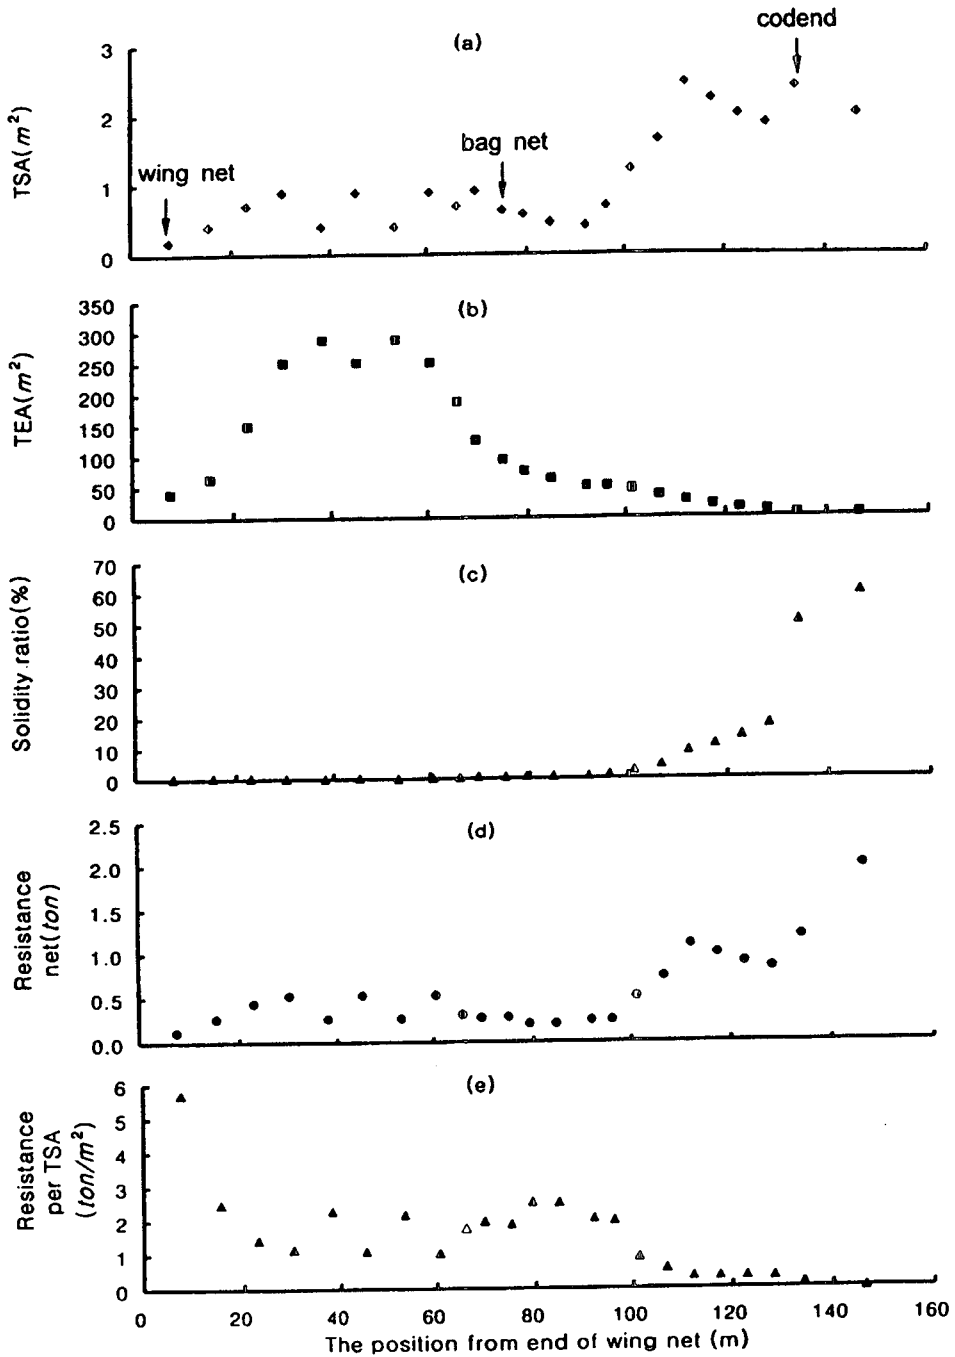 (a)
codend
bag net
wing net
TSA(m²)
3
2
1
0
(b)
TEA(m²)
350
300
250
200
150
100
50
0
(c)
Solidity ratio(%)
70
60
50
40
30
20
10
0
(d)
Resistance
net(ton)
2.5
2.0
1.5
1.0
0.5
0.0
(e)
Resistance
per TSA
(ton/m²)
6
5
4
3
2
1
0
0 20 40 60 80 100 120 140 160
The position from end of wing net (m)